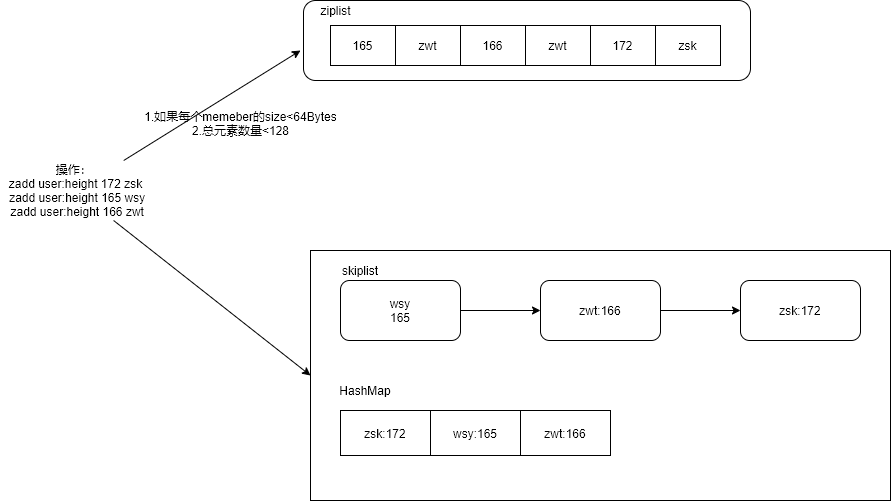 ziplist
165 zwt 166 zwt 172 zsk
1.如果每个memeber的size<64Bytes
2.总元素数量<128
操作：
zadd user:height 172 zsk
zadd user:height 165 wsy
zadd user:height 166 zwt
skiplist
wsy
165
zwt:166
zsk:172
HashMap
zsk:172 wsy:165 zwt:166